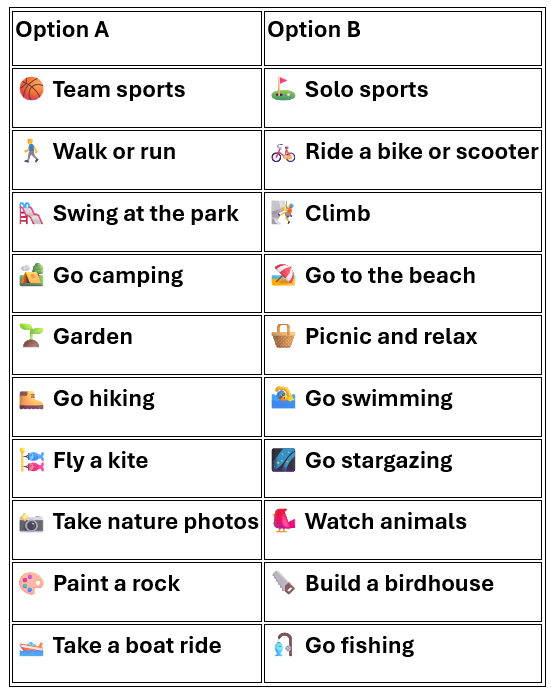 Option A
Option B
Team sports
Solo sports
Walk or run
Ride a bike or scooter
Swing at the park
Climb
Go camping
Go to the beach
Garden
Picnic and relax
Go hiking
Go swimming
Fly a kite
Go stargazing
Take nature photos
Watch animals
Paint a rock
Build a birdhouse
Take a boat ride
Go fishing